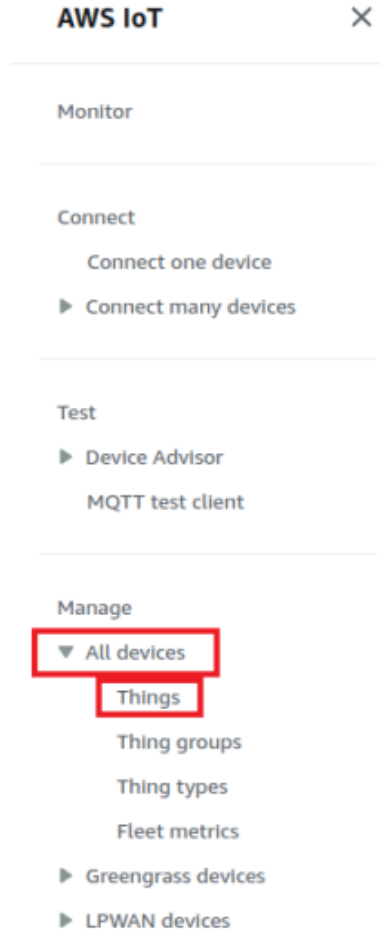 AWS IoT
Monitor
Connect
Connect one device
Connect many devices
Test
Device Advisor
MQTT test client
Manage
All devices
Things
Thing groups
Thing types
Fleet metrics
Greengrass devices
LPWAN devices